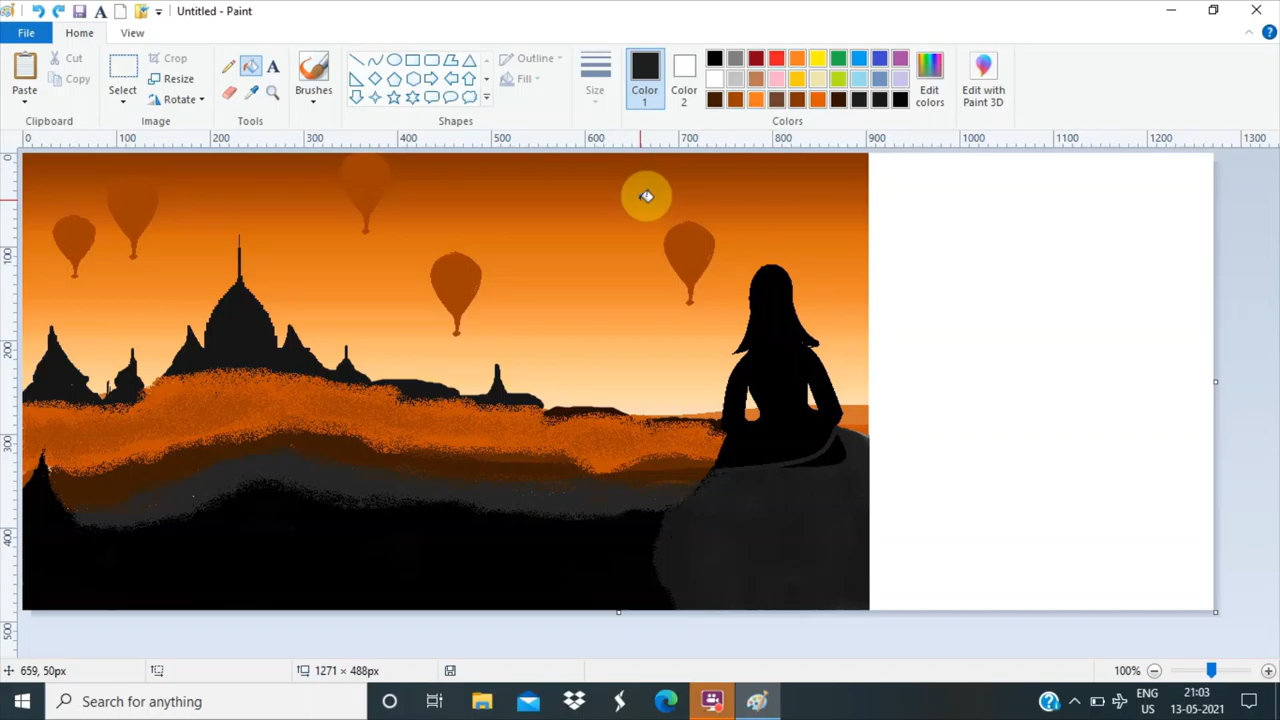 Untitled - Paint
File
Home
View
Paste
Cut
Copy
Clipboard
Select
Crop
Resize
Rotate
Image
A
Tools
Brushes
Outline
Fill
Shapes
Size
Color 1
Color 2
Edit colors
Edit with Paint 3D
Colors
0 100 200 300 400 500 600 700 800 900 1000 1100 1200 1300
0
100
200
300
400
500
659, 50px
1271 × 488px
100%
Search for anything
ENG
US
21:03
13-05-2021